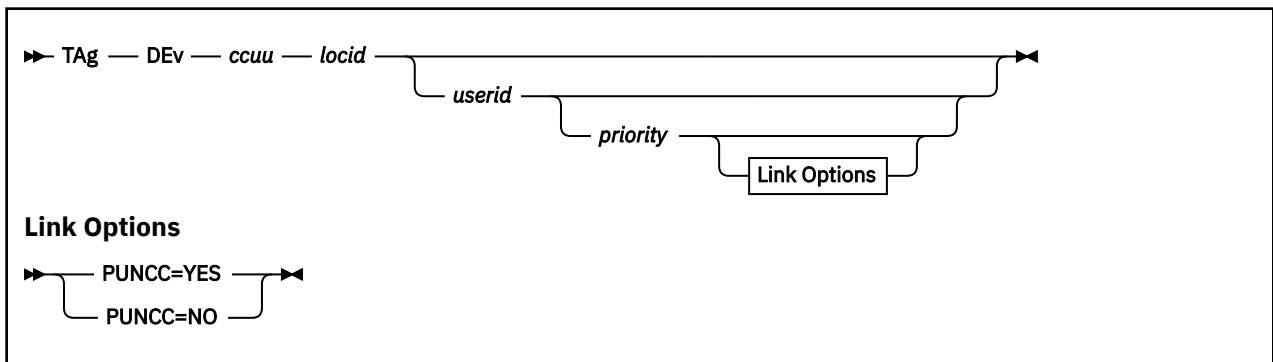 TAg DEv ccuu locid
userid
priority
Link Options
Link Options
PUNCC=YES
PUNCC=NO